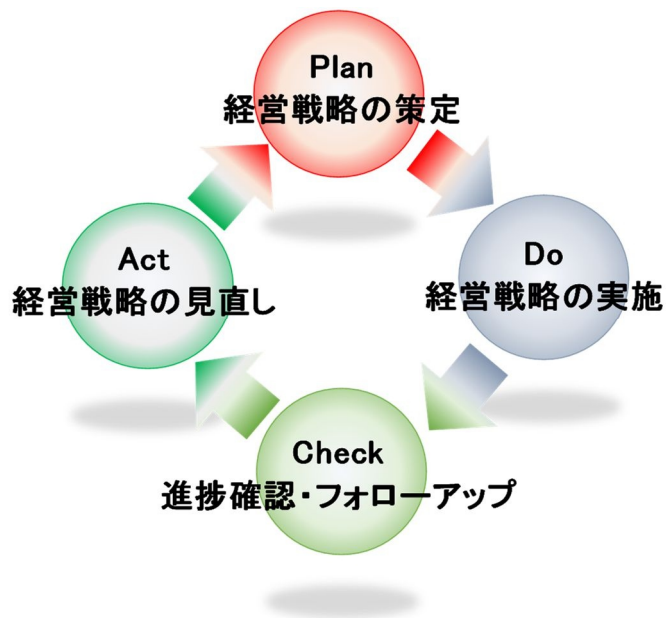 Plan
経営戦略の策定
Do
経営戦略の実施
Check
進捗確認・フォローアップ
Act
経営戦略の見直し